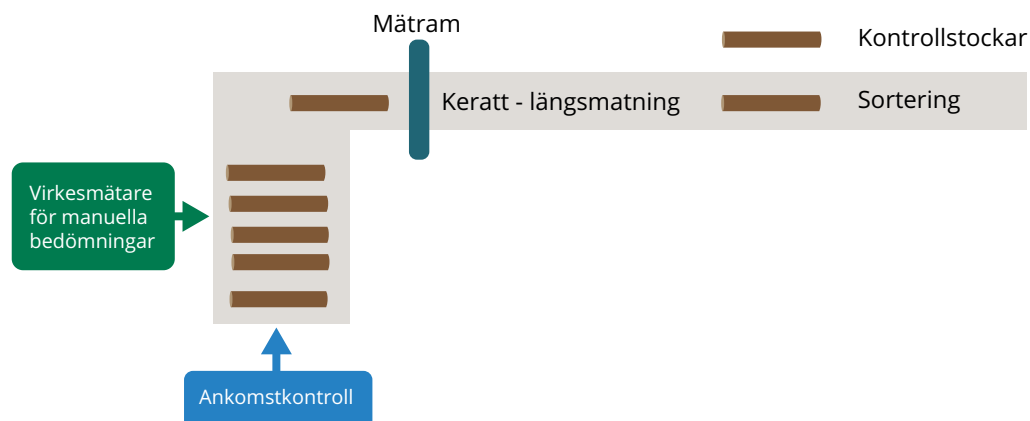 Mätram
Kontrollstockar
Keratt - längsmatning
Sortering
Virkesmätare
för manuella
bedömningar
Ankomstkontroll